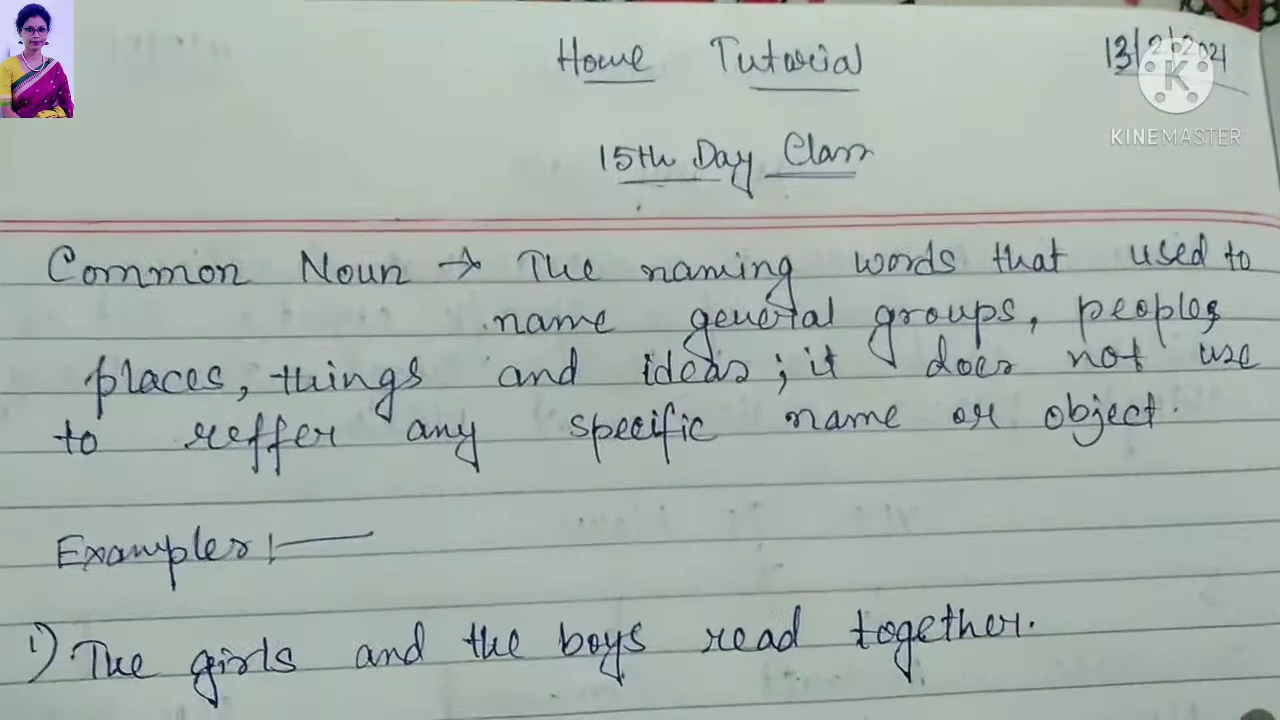 Home Tutorial
13/2/2021
KINEMASTER
15th Day Class
Common Noun → The naming words that used to
name general groups, peoples,
places, things and ideas; it does not use
to reffer any specific name or object.
Examples:—
i) The girls and the boys read together.